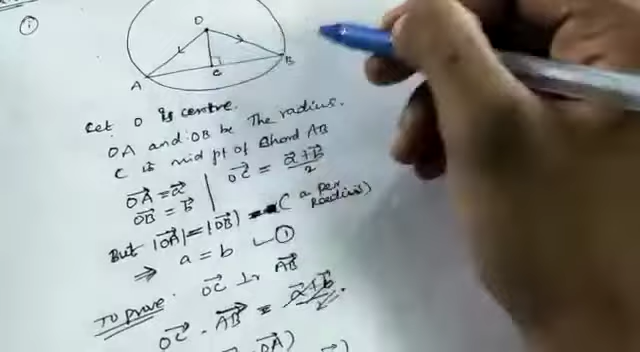 ①
O
A
C
B
Let O is centre.
OA and OB be The radius.
C is mid pt of Chord AB
→OA = →a | →OC = (→a + →b)/2
→OB = →b
But |→OA| = |→OB| (a per radius)
⇒ a = b ①
To prove. →OC ⊥r →AB
→OC . →AB =
→OA)